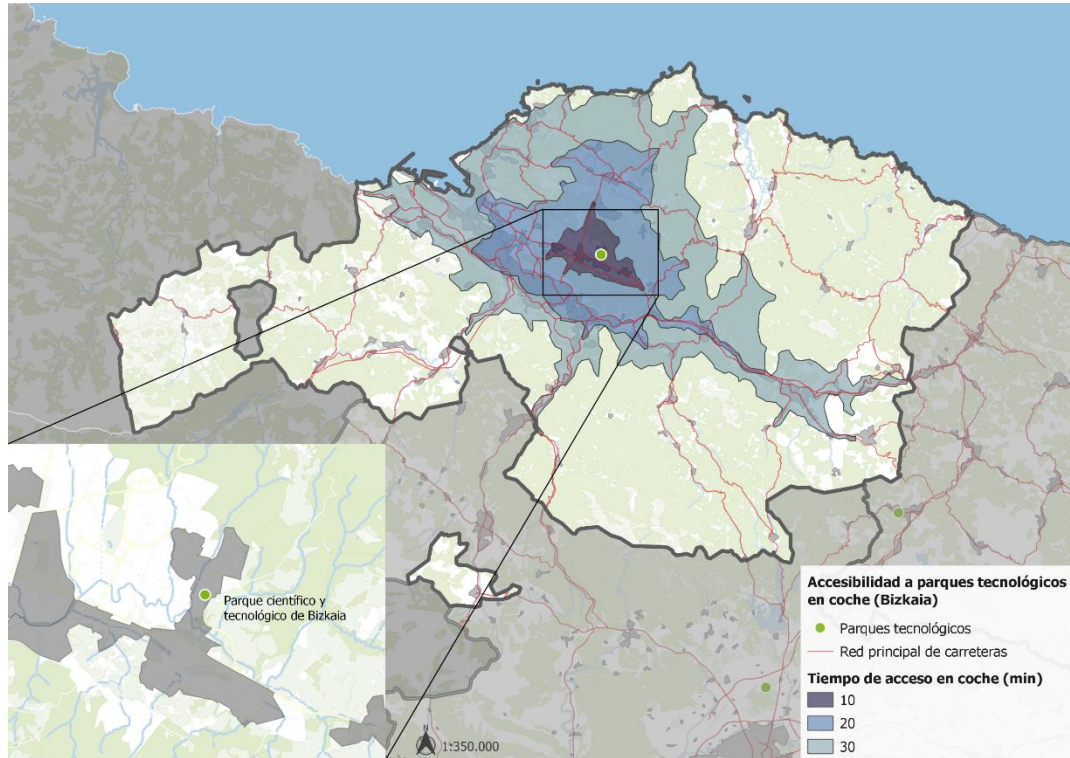 Parque científico y
tecnológico de Bizkaia
N
1:350.000
Accesibilidad a parques tecnológicos
en coche (Bizkaia)
Parques tecnológicos
Red principal de carreteras
Tiempo de acceso en coche (min)
10
20
30